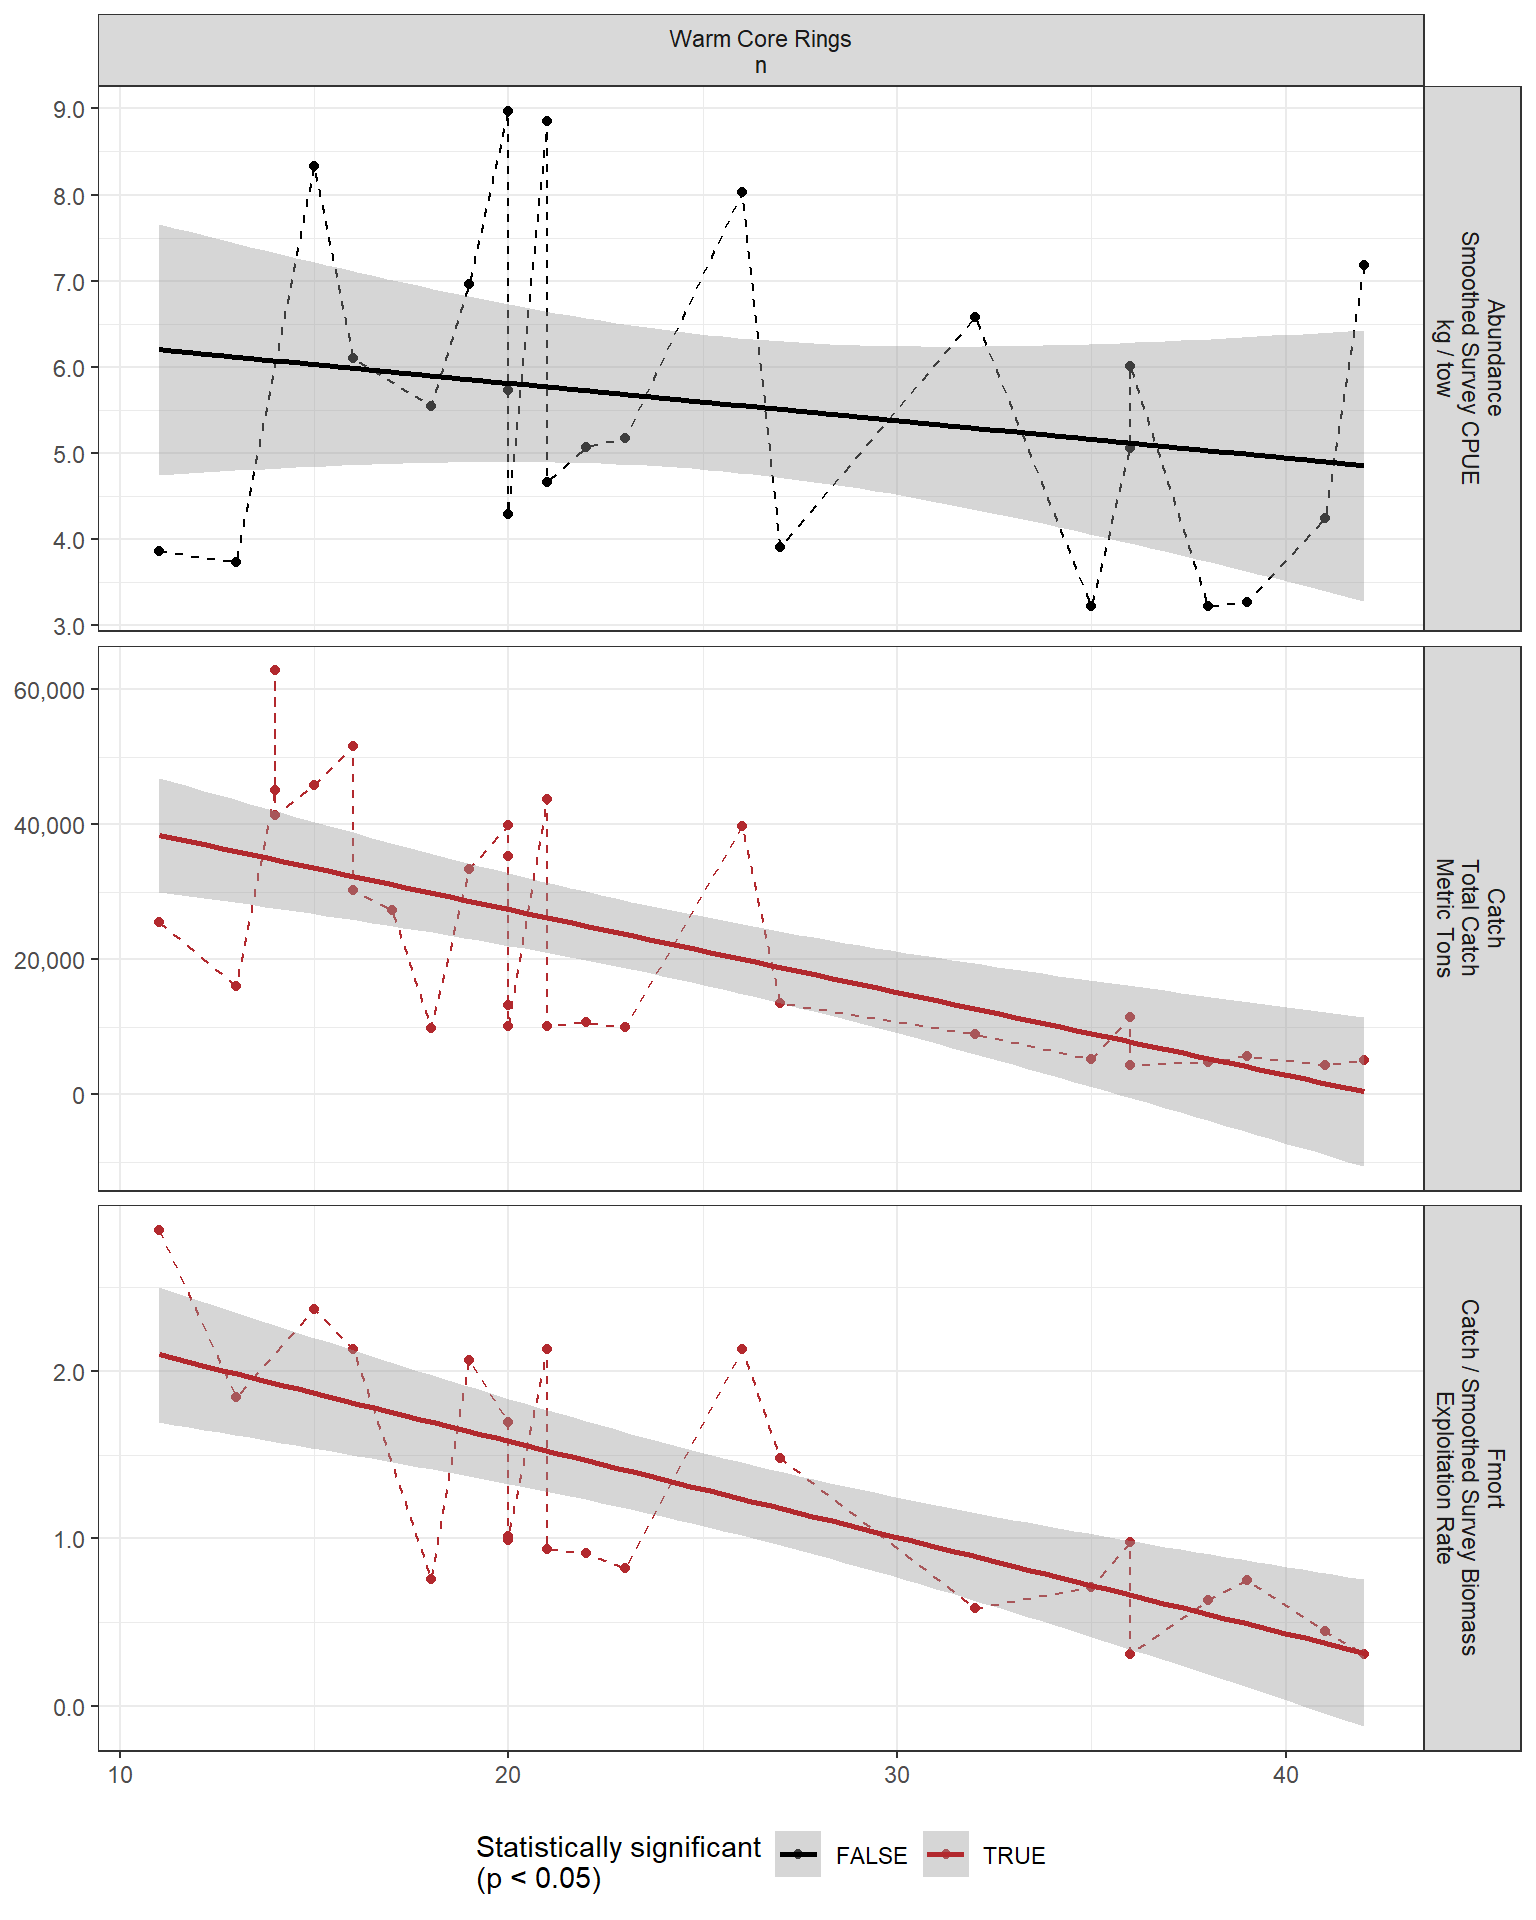 Warm Core Rings
n
9.0
8.0
7.0
6.0
5.0
4.0
3.0
Abundance
Smoothed Survey CPUE
kg / tow
60,000
40,000
20,000
0
Catch
Total Catch
Metric Tons
2.0
1.0
0.0
Fmort
Catch / Smoothed Survey Biomass
Exploitation Rate
10
20
30
40
Statistically significant
(p < 0.05)
FALSE
TRUE